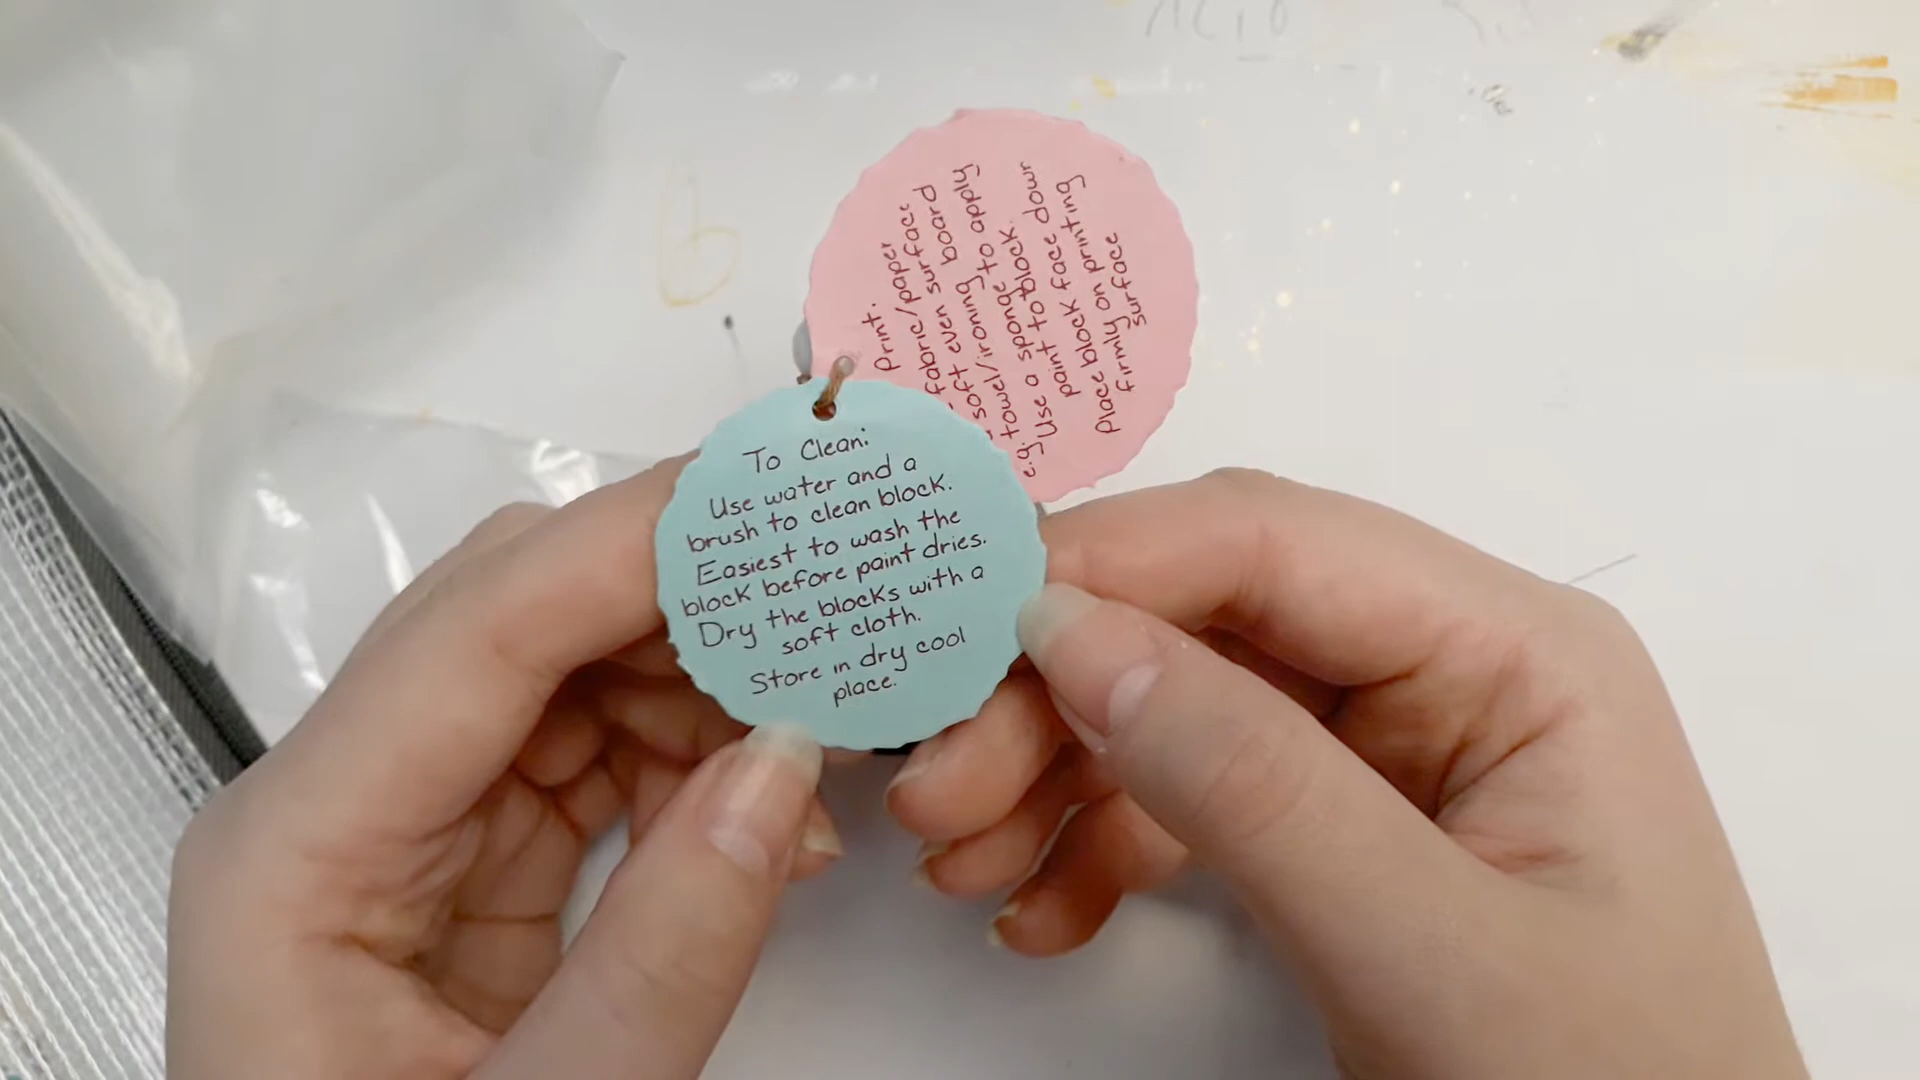 To Clean:
Use water and a
brush to clean block.
Easiest to wash the
block before paint dries.
Dry the blocks with a
soft cloth.
Store in dry cool
place.
Print.
fabric/paper
soft even surface
e.g. towel/ironing board
Use a sponge to apply
paint to block.
Place block face down
firmly on printing
surface
6